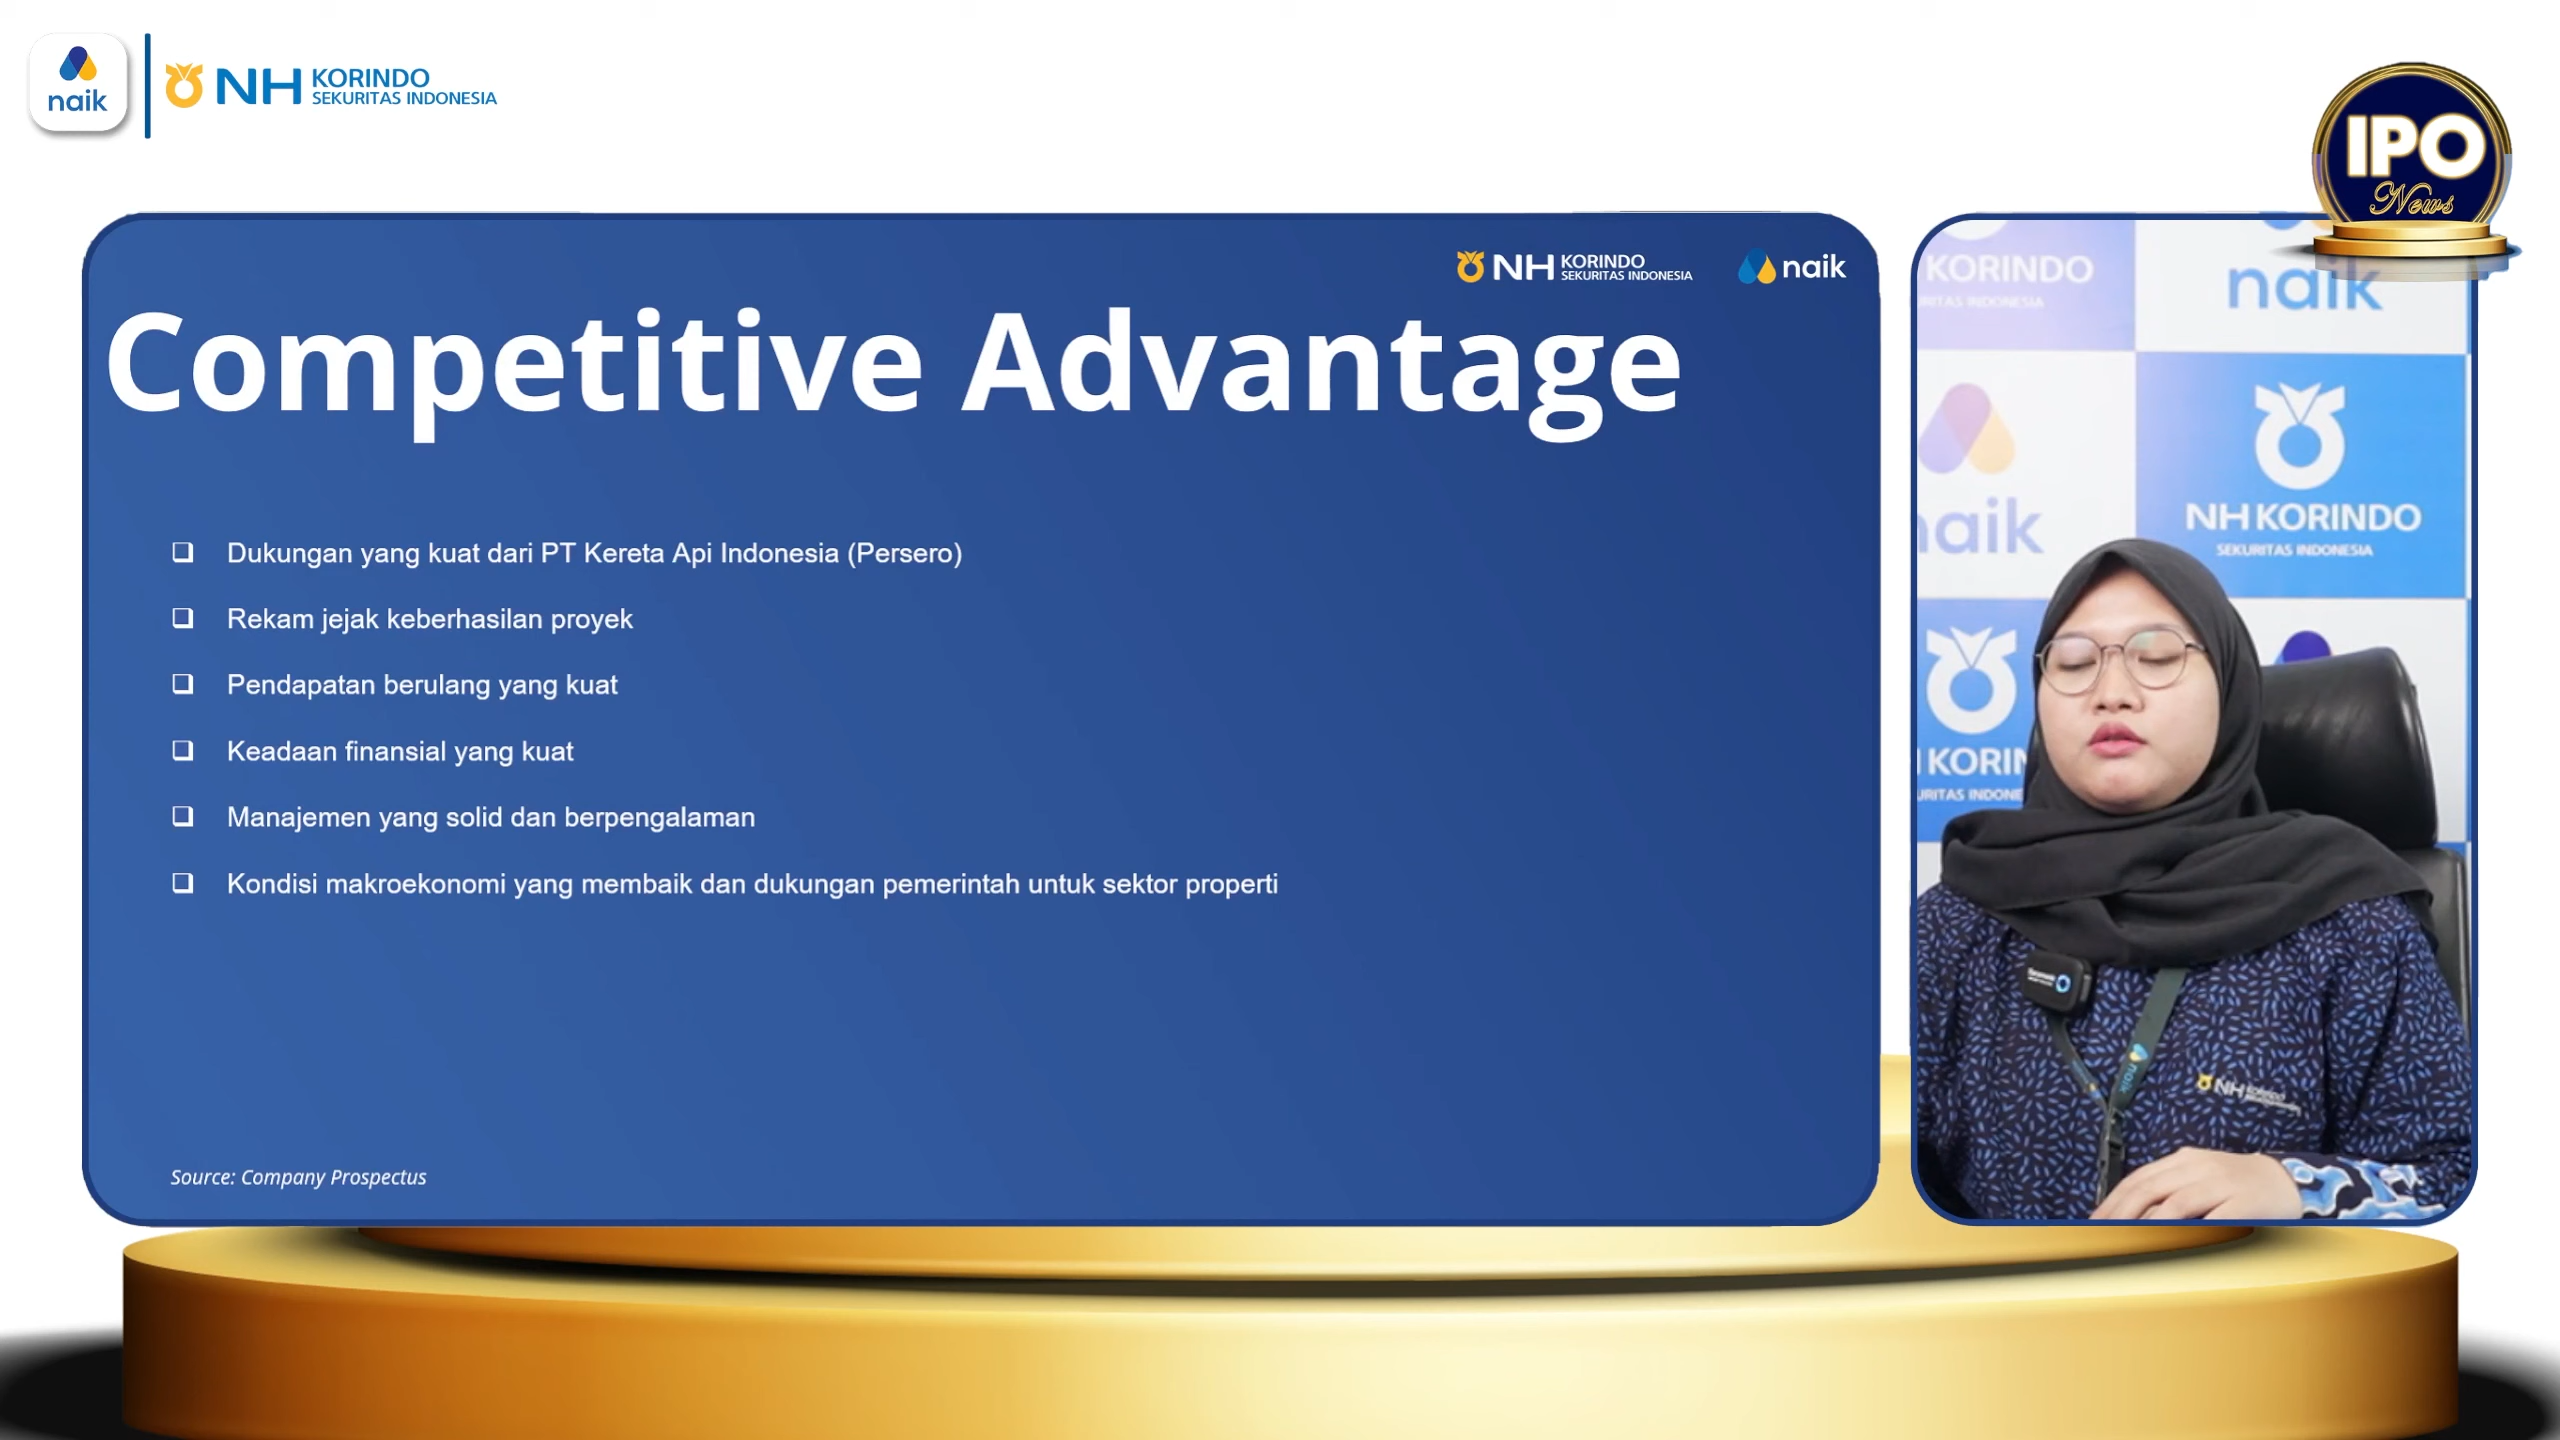 naik
NH KORINDO
SEKURITAS INDONESIA
IPO
News
NH KORINDO
SEKURITAS INDONESIA
naik
Competitive Advantage
Dukungan yang kuat dari PT Kereta Api Indonesia (Persero)
Rekam jejak keberhasilan proyek
Pendapatan berulang yang kuat
Keadaan finansial yang kuat
Manajemen yang solid dan berpengalaman
Kondisi makroekonomi yang membaik dan dukungan pemerintah untuk sektor properti
Source: Company Prospectus
KORINDO
INDONESIA
naik
naik
NH KORINDO
SEKURITAS INDONESIA
naik
NH